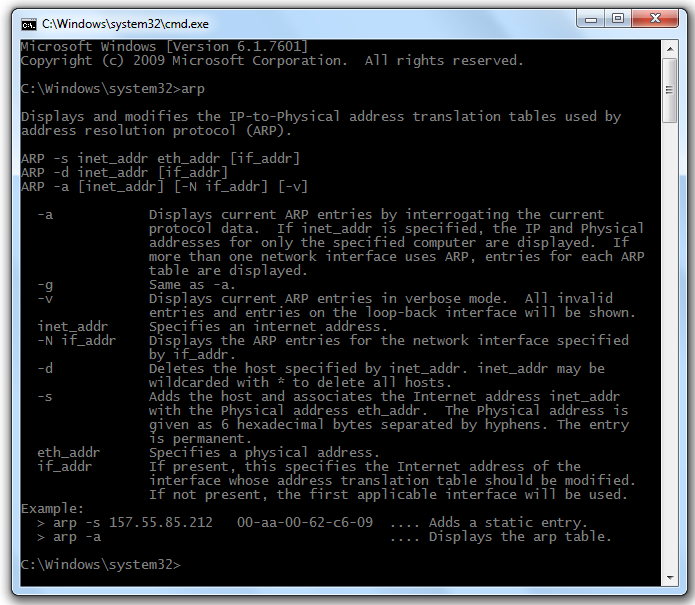 C:\Windows\system32\cmd.exe
Microsoft Windows [Version 6.1.7601]
Copyright (c) 2009 Microsoft Corporation.  All rights reserved.
C:\Windows\system32>arp
Displays and modifies the IP-to-Physical address translation tables used by
address resolution protocol (ARP).
ARP -s inet_addr eth_addr [if_addr]
ARP -d inet_addr [if_addr]
ARP -a [inet_addr] [-N if_addr] [-v]
  -a            Displays current ARP entries by interrogating the current
                protocol data.  If inet_addr is specified, the IP and Physical
                addresses for only the specified computer are displayed.  If
                more than one network interface uses ARP, entries for each ARP
                table are displayed.
  -g            Same as -a.
  -v            Displays current ARP entries in verbose mode.  All invalid
                entries and entries on the loop-back interface will be shown.
  inet_addr     Specifies an internet address.
  -N if_addr    Displays the ARP entries for the network interface specified
                by if_addr.
  -d            Deletes the host specified by inet_addr. inet_addr may be
                wildcarded with * to delete all hosts.
  -s            Adds the host and associates the Internet address inet_addr
                with the Physical address eth_addr.  The Physical address is
                given as 6 hexadecimal bytes separated by hyphens. The entry
                is permanent.
  eth_addr      Specifies a physical address.
  if_addr       If present, this specifies the Internet address of the
                interface whose address translation table should be modified.
                If not present, the first applicable interface will be used.
Example:
  > arp -s 157.55.85.212   00-aa-00-62-c6-09  .... Adds a static entry.
  > arp -a                                    .... Displays the arp table.
C:\Windows\system32>